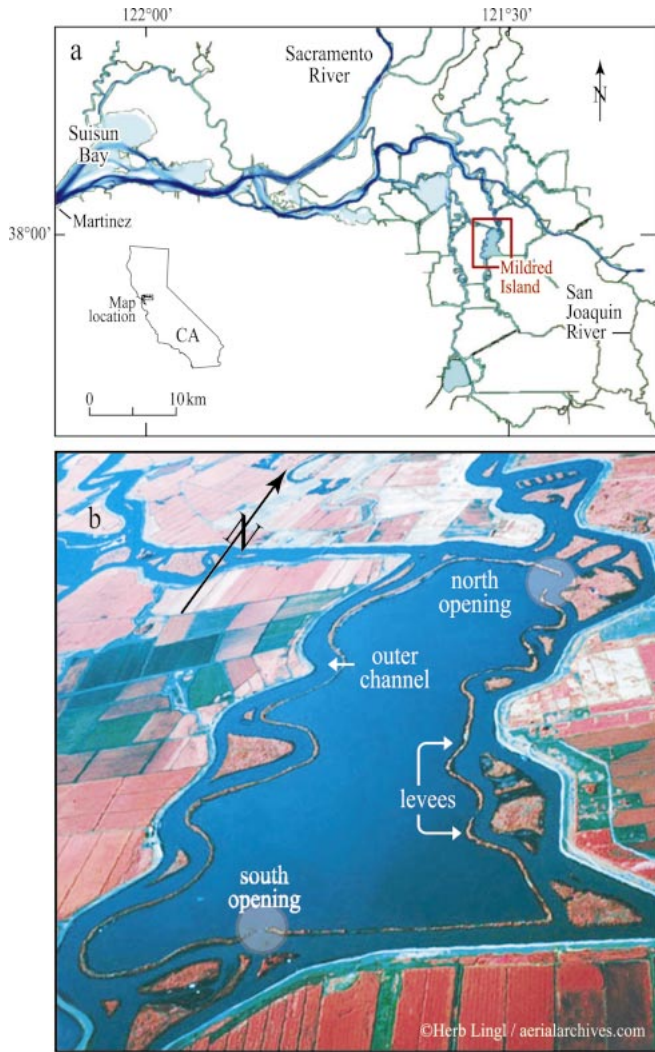 122°00'
121°30'
a
Sacramento
River
N
Suisun
Bay
Martinez
38°00'
Mildred
Island
Map
location
CA
San
Joaquin
River
0 10 km
b
N
north
opening
outer
channel
levees
south
opening
©Herb Lingl / aerialarchives.com